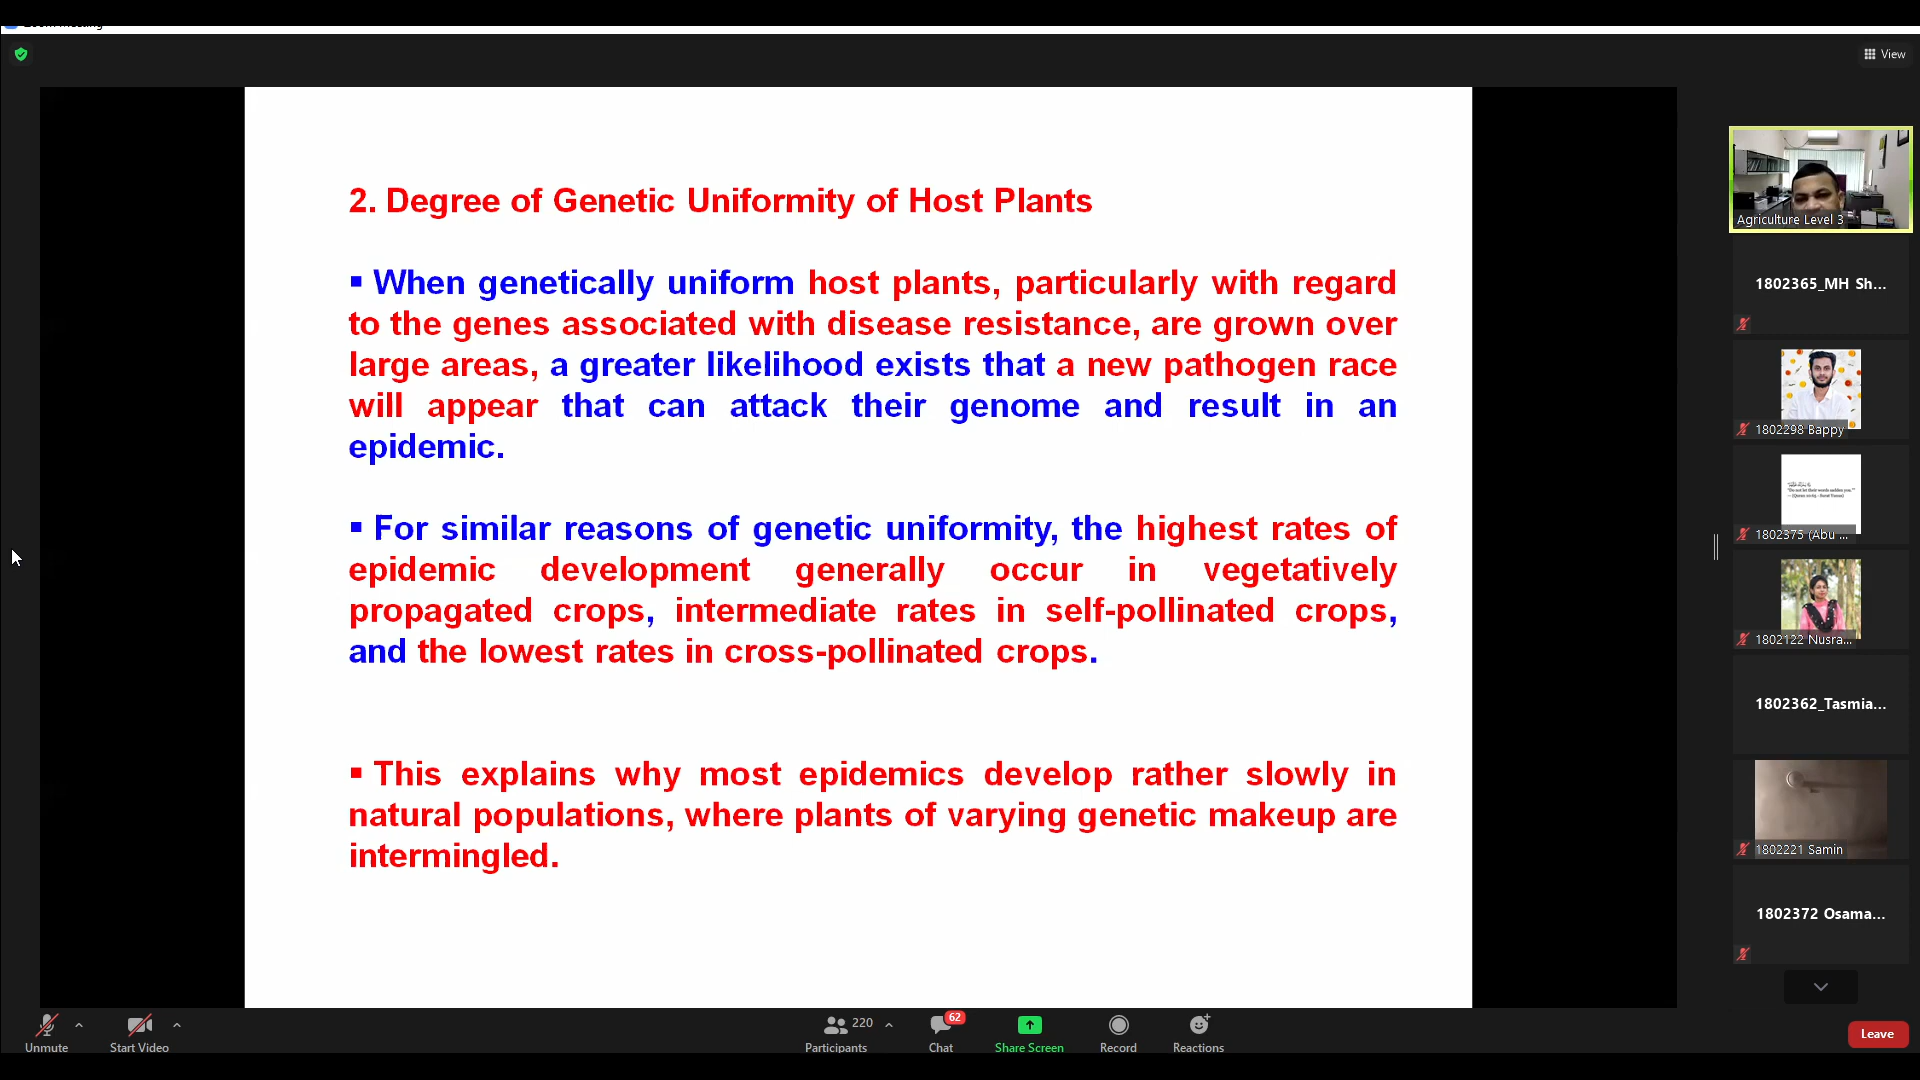 View
2. Degree of Genetic Uniformity of Host Plants
▪ When genetically uniform host plants, particularly with regard
to the genes associated with disease resistance, are grown over
large areas, a greater likelihood exists that a new pathogen race
will appear that can attack their genome and result in an
epidemic.
▪ For similar reasons of genetic uniformity, the highest rates of
epidemic development generally occur in vegetatively
propagated crops, intermediate rates in self-pollinated crops,
and the lowest rates in cross-pollinated crops.
▪ This explains why most epidemics develop rather slowly in
natural populations, where plants of varying genetic makeup are
intermingled.
Agriculture Level 3
1802365_MH Sh...
1802298 Bappy
1802375 (Abu ...
1802122 Nusra...
1802362_Tasmia...
1802221 Samin
1802372 Osama...
Unmute
Start Video
220
Participants
62
Chat
Share Screen
Record
Reactions
Leave